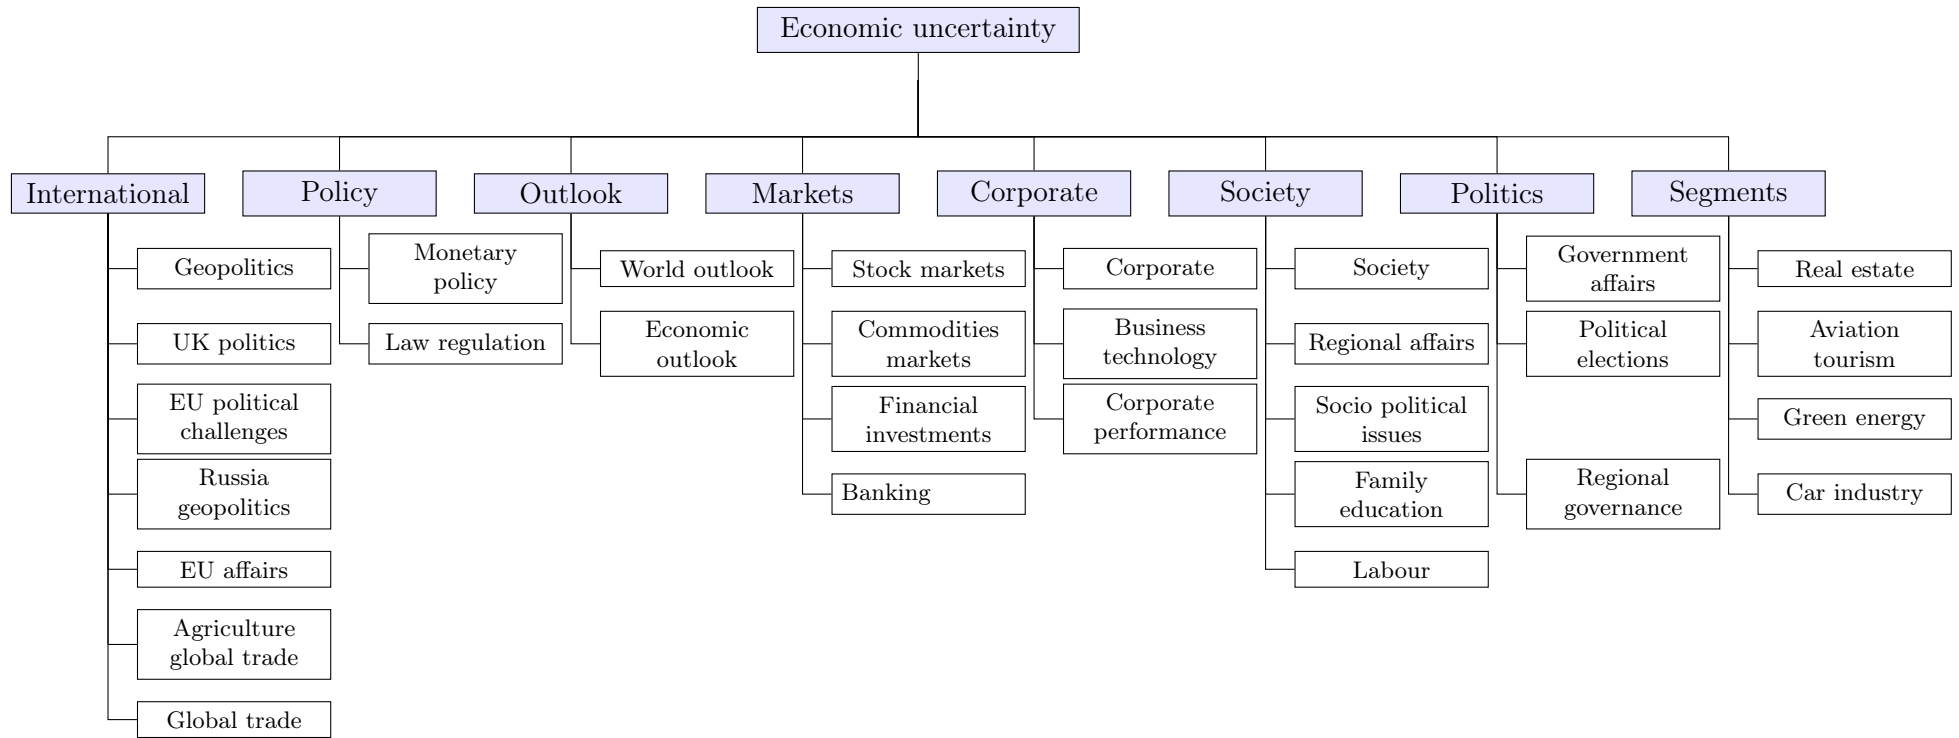 Economic uncertainty
International
Policy
Outlook
Markets
Corporate
Society
Politics
Segments
Geopolitics
UK politics
EU political
challenges
Russia
geopolitics
EU affairs
Agriculture
global trade
Global trade
Monetary
policy
Law regulation
World outlook
Economic
outlook
Stock markets
Commodities
markets
Financial
investments
Banking
Corporate
Business
technology
Corporate
performance
Society
Regional affairs
Socio political
issues
Family
education
Labour
Government
affairs
Political
elections
Regional
governance
Real estate
Aviation
tourism
Green energy
Car industry